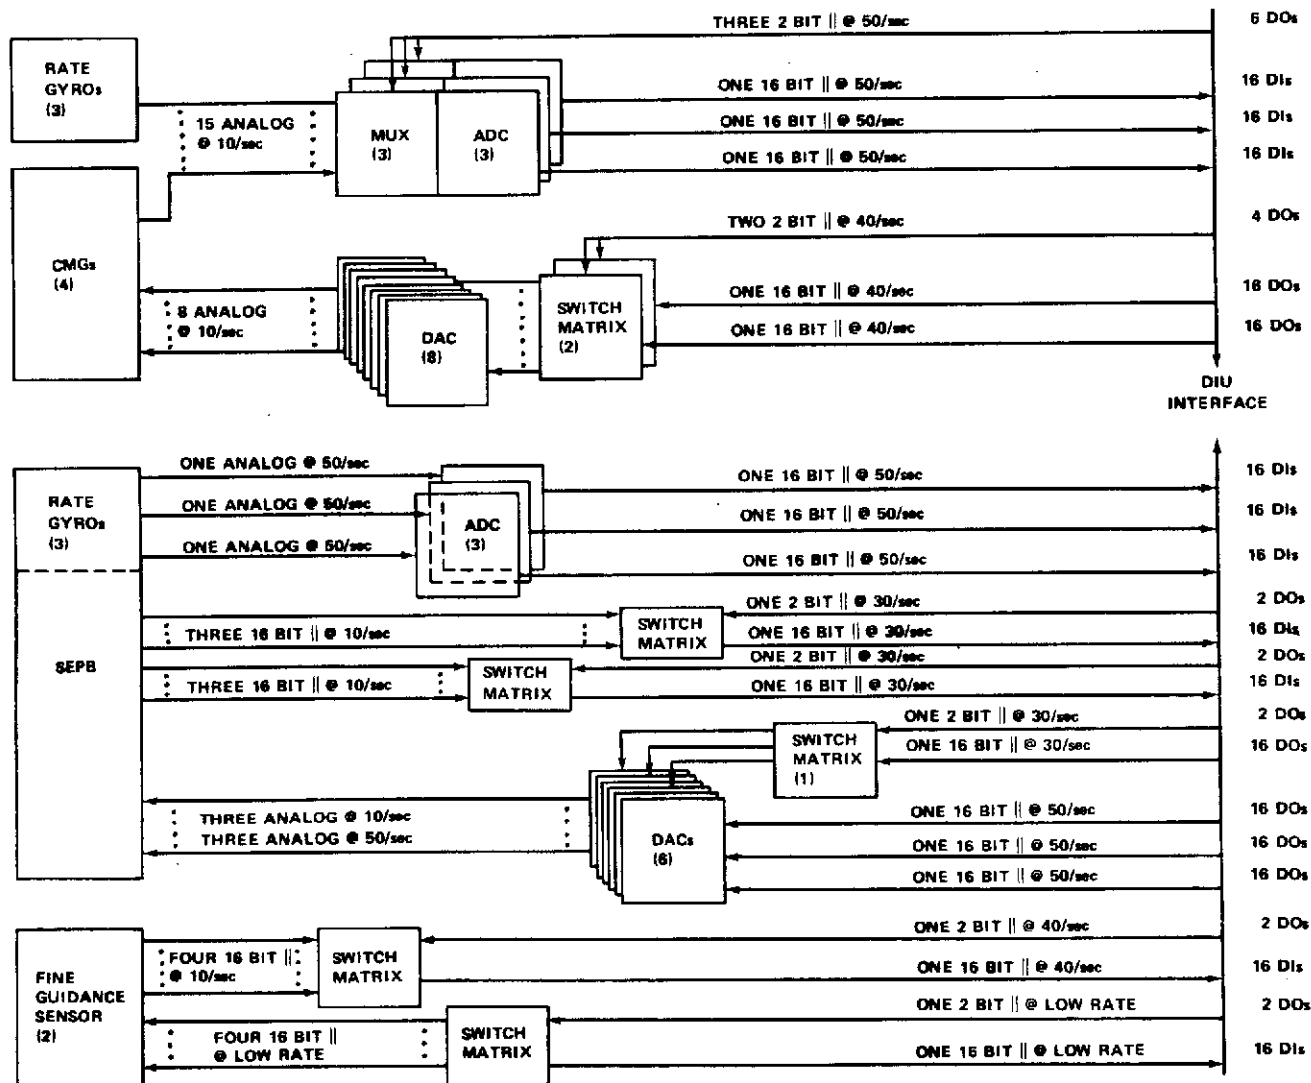 THREE 2 BIT || @ 50/sec
6 DOs
RATE
GYROs
(3)
15 ANALOG
@ 10/sec
MUX
(3)
ADC
(3)
ONE 16 BIT || @ 50/sec
16 DIs
ONE 16 BIT || @ 50/sec
16 DIs
ONE 16 BIT || @ 50/sec
16 DIs
CMGs
(4)
TWO 2 BIT || @ 40/sec
4 DOs
8 ANALOG
@ 10/sec
DAC
(8)
SWITCH
MATRIX
(2)
ONE 16 BIT || @ 40/sec
16 DOs
ONE 16 BIT || @ 40/sec
16 DOs
DIU
INTERFACE
RATE
GYROs
(3)
ONE ANALOG @ 50/sec
ONE ANALOG @ 50/sec
ONE ANALOG @ 50/sec
ADC
(3)
ONE 16 BIT || @ 50/sec
16 DIs
ONE 16 BIT || @ 50/sec
16 DIs
ONE 16 BIT || @ 50/sec
16 DIs
SEPB
THREE 16 BIT || @ 10/sec
SWITCH
MATRIX
ONE 2 BIT || @ 30/sec
2 DOs
ONE 16 BIT || @ 30/sec
16 DIs
THREE 16 BIT || @ 10/sec
SWITCH
MATRIX
ONE 2 BIT || @ 30/sec
2 DOs
ONE 16 BIT || @ 30/sec
16 DIs
SWITCH
MATRIX
(1)
ONE 2 BIT || @ 30/sec
2 DOs
ONE 16 BIT || @ 30/sec
16 DOs
THREE ANALOG @ 10/sec
THREE ANALOG @ 50/sec
DACs
(6)
ONE 16 BIT || @ 50/sec
16 DOs
ONE 16 BIT || @ 50/sec
16 DOs
ONE 16 BIT || @ 50/sec
16 DOs
FINE
GUIDANCE
SENSOR
(2)
FOUR 16 BIT ||
@ 10/sec
SWITCH
MATRIX
ONE 2 BIT || @ 40/sec
2 DOs
ONE 16 BIT || @ 40/sec
16 DIs
FOUR 16 BIT ||
@ LOW RATE
SWITCH
MATRIX
ONE 2 BIT || @ LOW RATE
2 DOs
ONE 16 BIT || @ LOW RATE
16 DIs